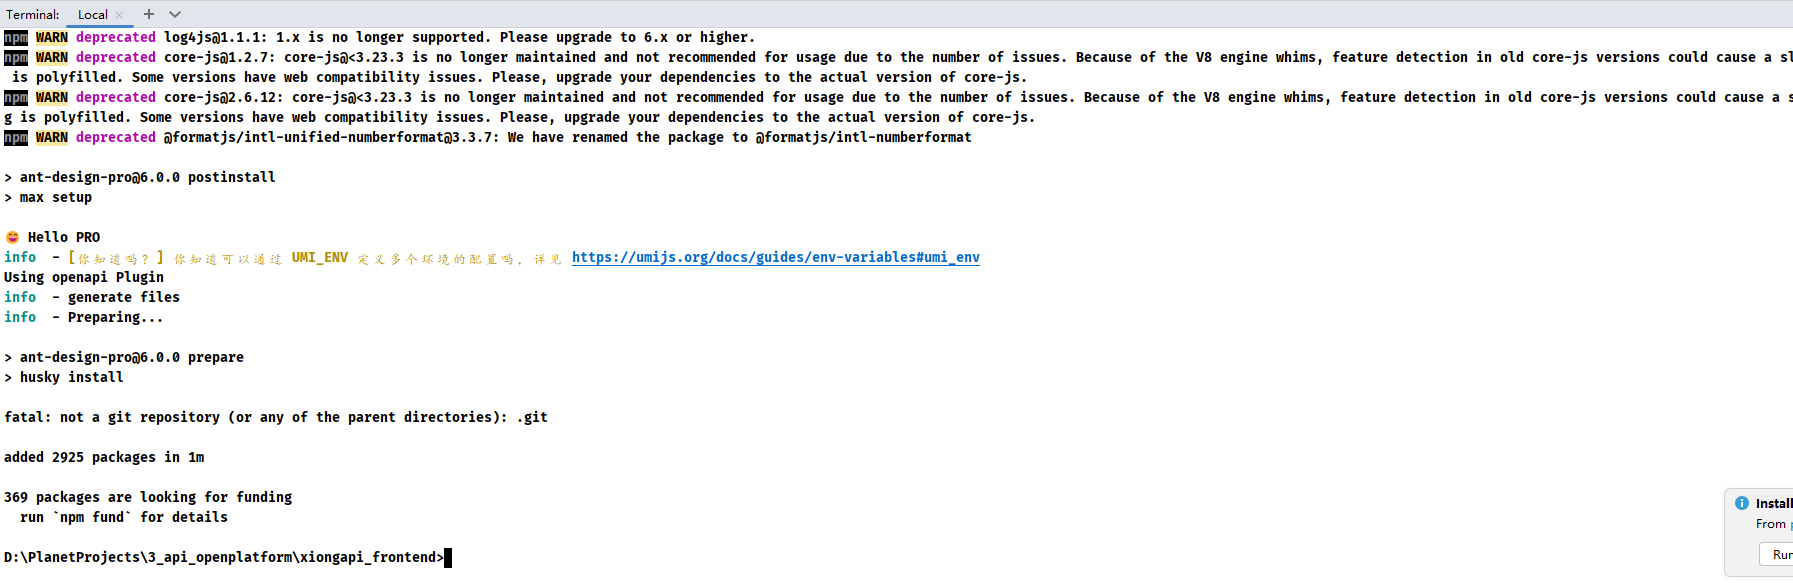 Terminal: Local × +
npm WARN deprecated log4js@1.1.1: 1.x is no longer supported. Please upgrade to 6.x or higher.
npm WARN deprecated core-js@1.2.7: core-js@<3.23.3 is no longer maintained and not recommended for usage due to the number of issues. Because of the V8 engine whims, feature detection in old core-js versions could cause a sl
is polyfilled. Some versions have web compatibility issues. Please, upgrade your dependencies to the actual version of core-js.
npm WARN deprecated core-js@2.6.12: core-js@<3.23.3 is no longer maintained and not recommended for usage due to the number of issues. Because of the V8 engine whims, feature detection in old core-js versions could cause a s
g is polyfilled. Some versions have web compatibility issues. Please, upgrade your dependencies to the actual version of core-js.
npm WARN deprecated @formatjs/intl-unified-numberformat@3.3.7: We have renamed the package to @formatjs/intl-numberformat
> ant-design-pro@6.0.0 postinstall
> max setup
😄 Hello PRO
info  - [你知道吗？] 你知道可以通过 UMI_ENV 定义多个环境的配置吗，详见 https://umijs.org/docs/guides/env-variables#umi_env
Using openapi Plugin
info  - generate files
info  - Preparing...
> ant-design-pro@6.0.0 prepare
> husky install
fatal: not a git repository (or any of the parent directories): .git
added 2925 packages in 1m
369 packages are looking for funding
run `npm fund` for details
D:\PlanetProjects\3_api_openplatform\xiongapi_frontend>
Install
From p
Run